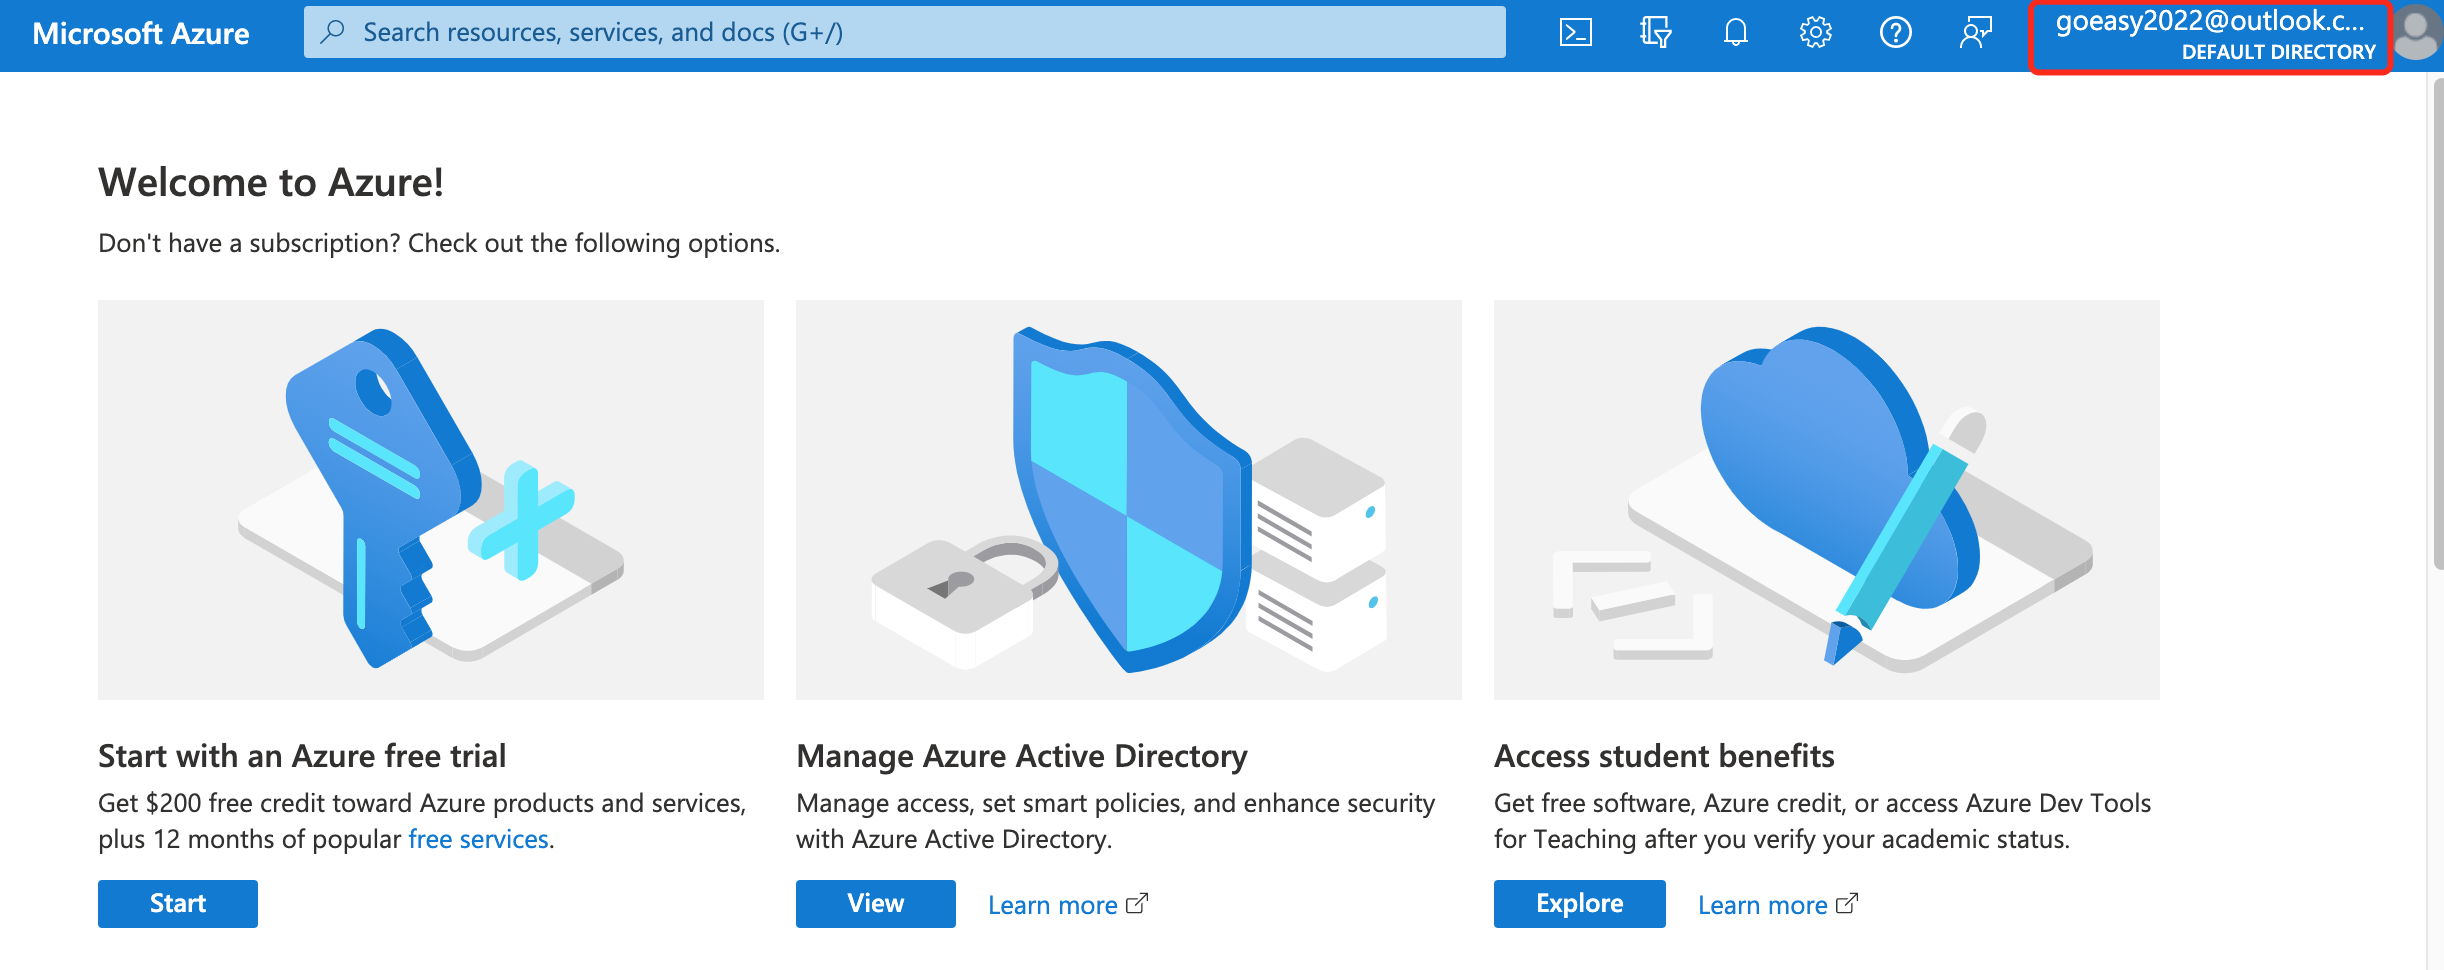 Microsoft Azure
Search resources, services, and docs (G+/)
goeasy2022@outlook.c...
DEFAULT DIRECTORY
Welcome to Azure!
Don't have a subscription? Check out the following options.
Start with an Azure free trial
Get $200 free credit toward Azure products and services,
plus 12 months of popular free services.
Start
Manage Azure Active Directory
Manage access, set smart policies, and enhance security
with Azure Active Directory.
View
Learn more
Access student benefits
Get free software, Azure credit, or access Azure Dev Tools
for Teaching after you verify your academic status.
Explore
Learn more